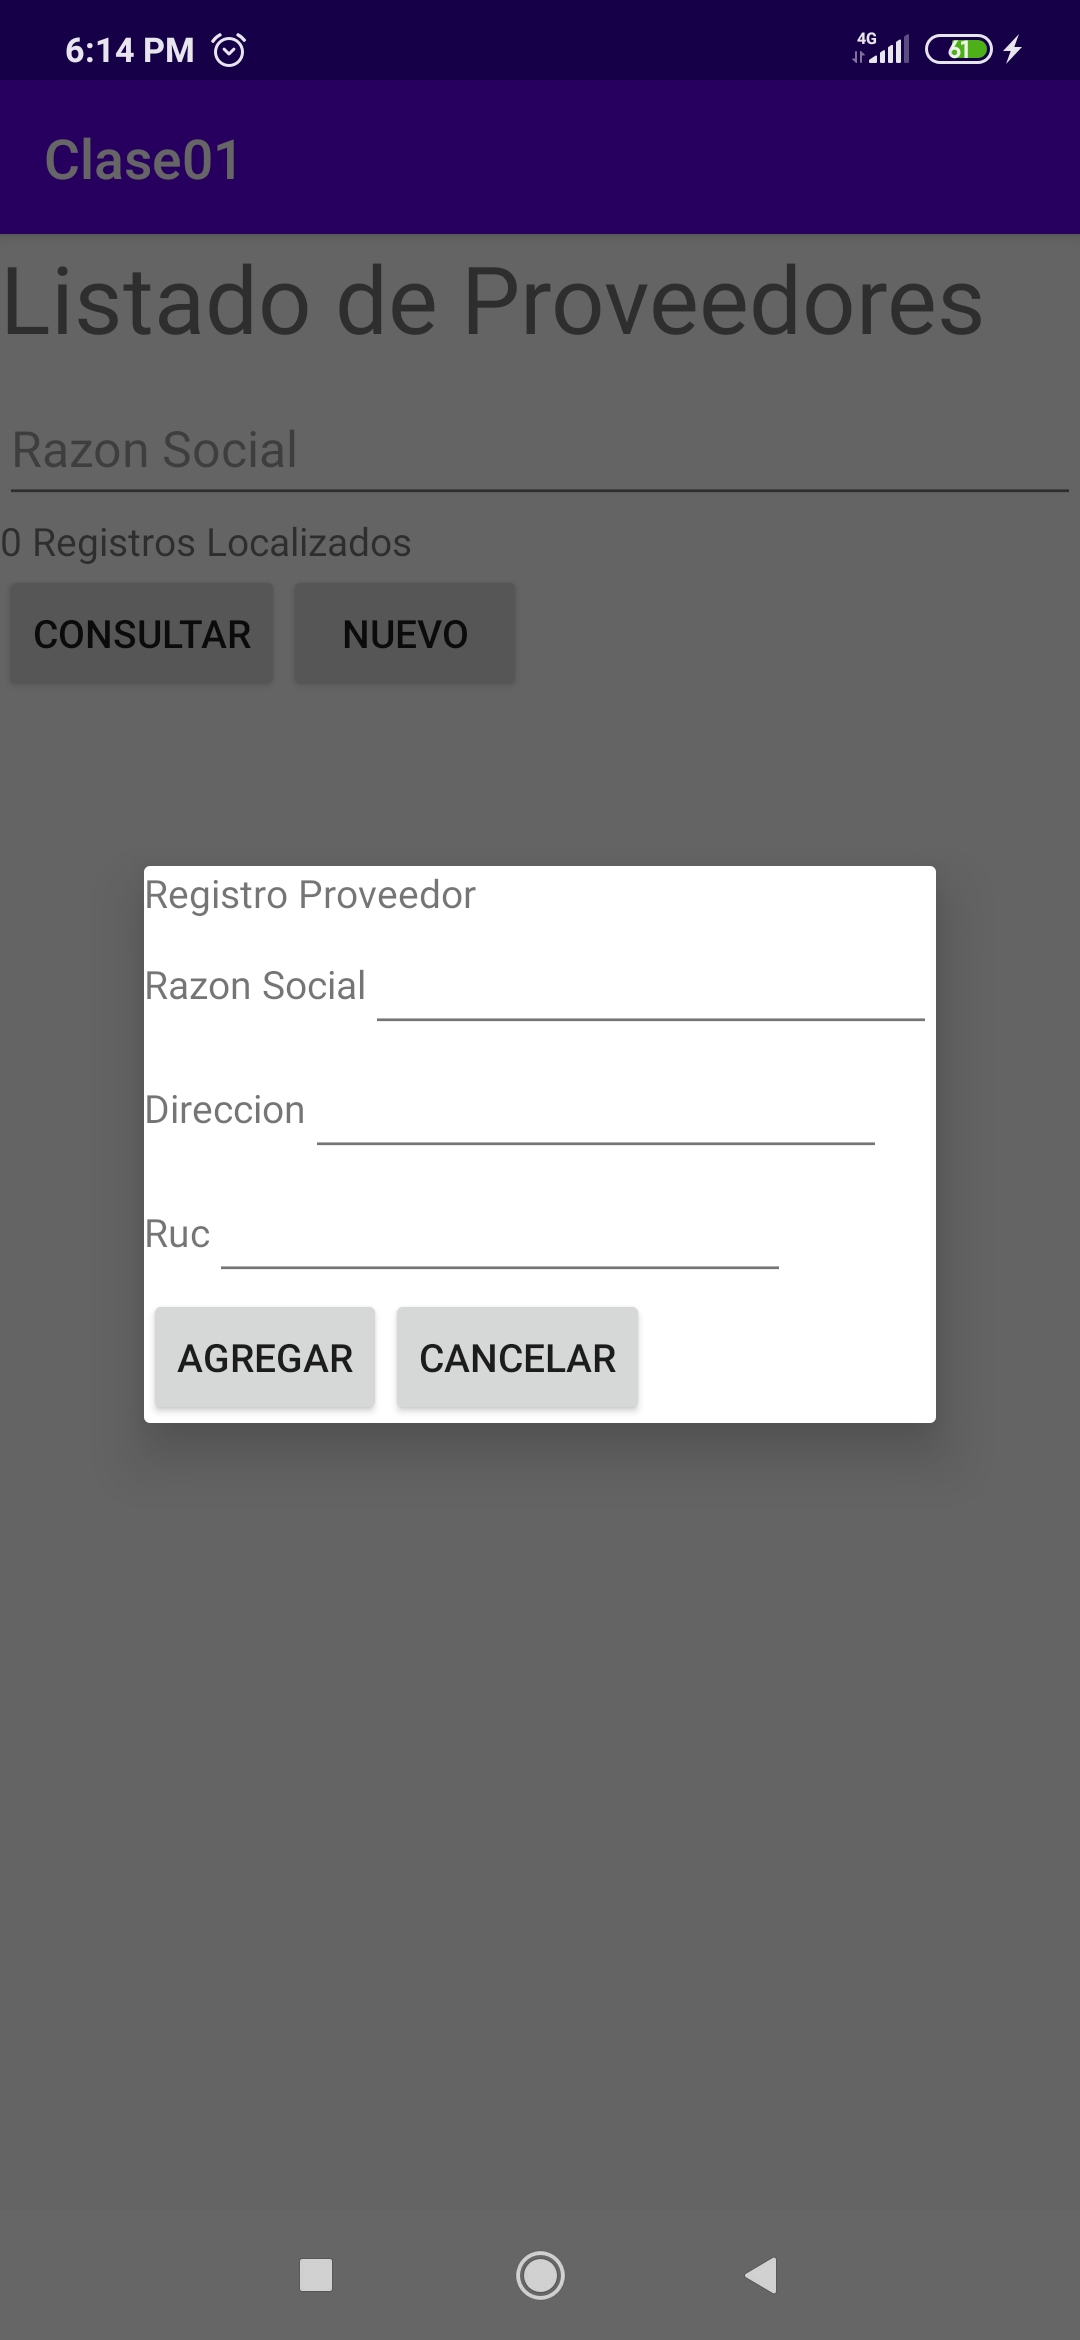 6:14 PM 4G 61
Clase01
Listado de Proveedores
Razon Social
0 Registros Localizados
CONSULTAR NUEVO
Registro Proveedor
Razon Social
Direccion
Ruc
AGREGAR CANCELAR